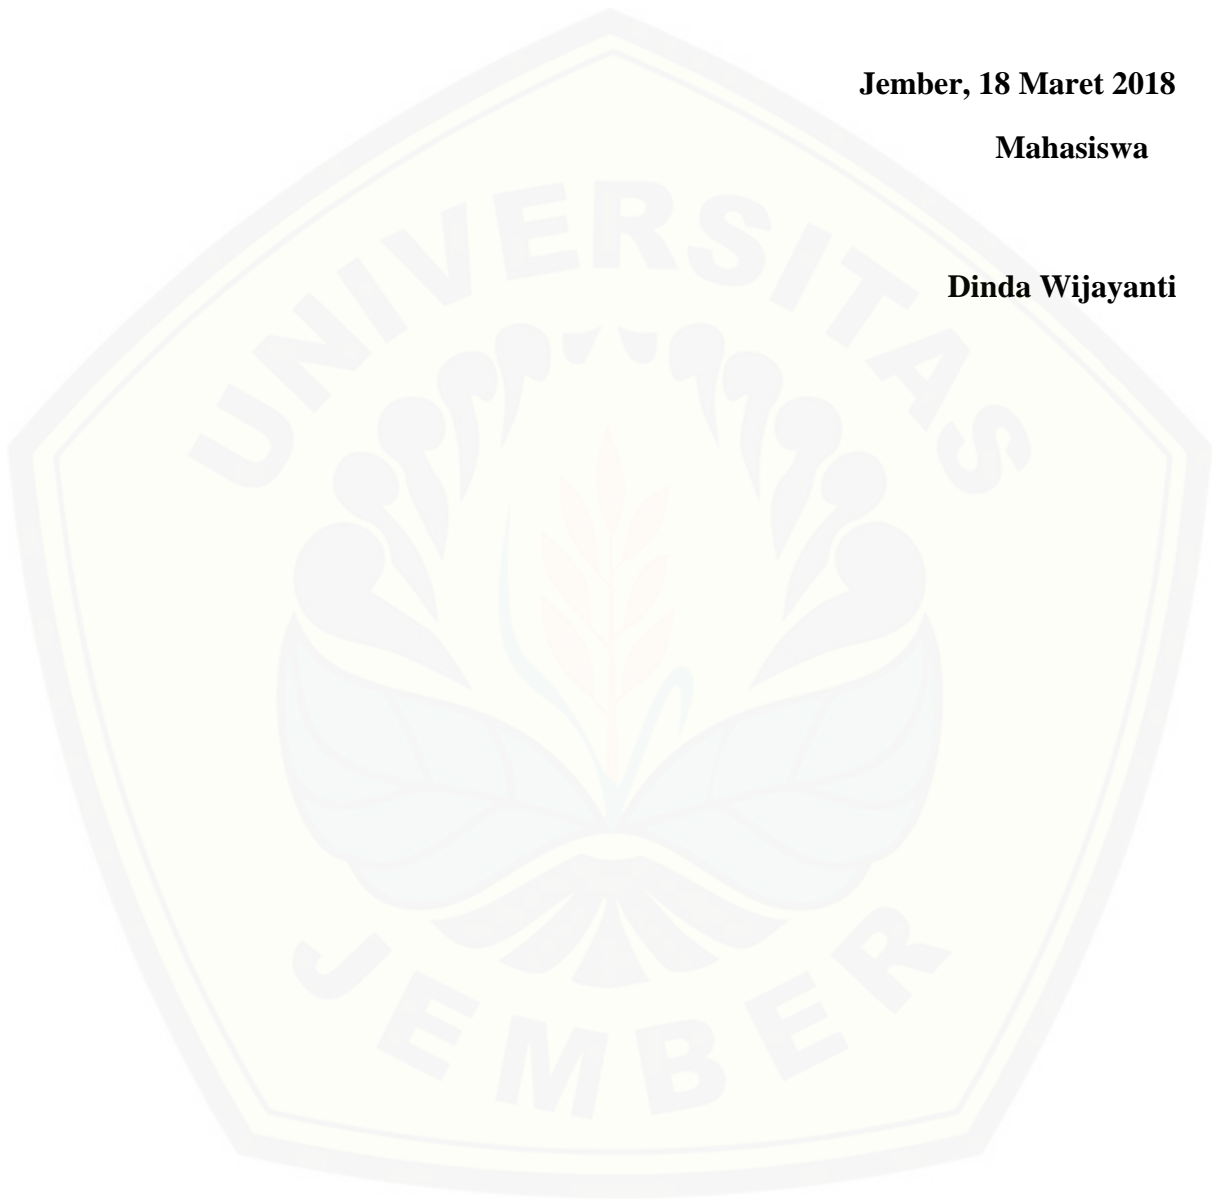 Jember, 18 Maret 2018
Mahasiswa
Dinda Wijayanti
UNIVERSITAS
JEMBER